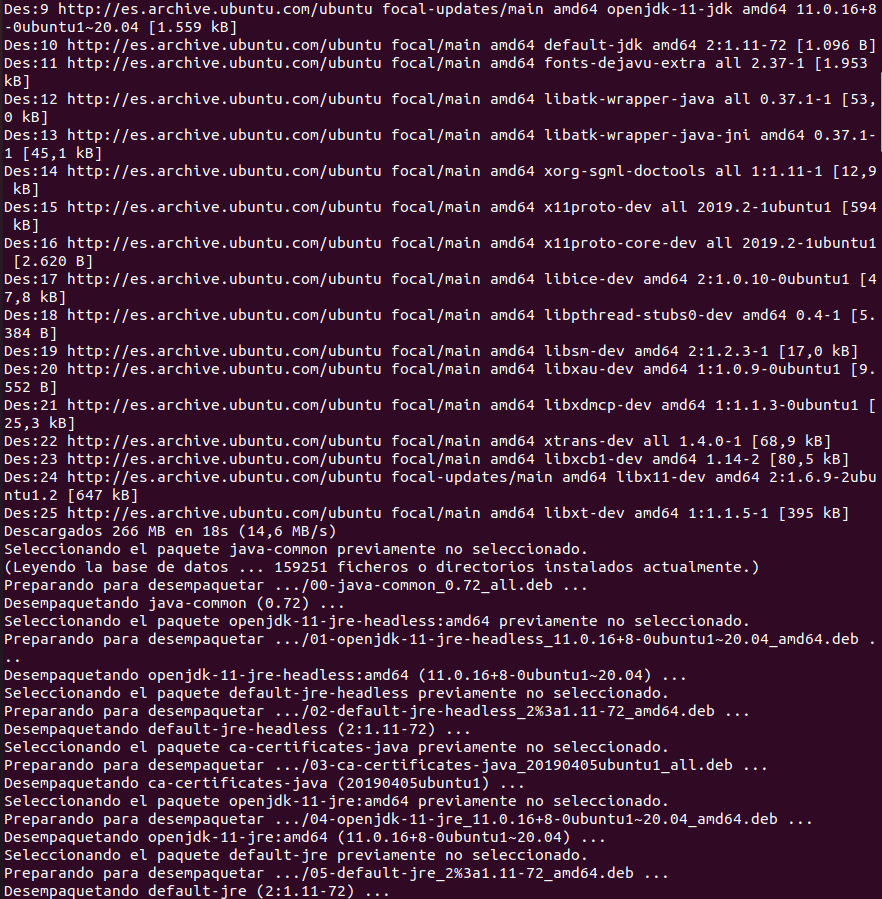 Des:9 http://es.archive.ubuntu.com/ubuntu focal-updates/main amd64 openjdk-11-jdk amd64 11.0.16+8
-0ubuntu1~20.04 [1.559 kB]
Des:10 http://es.archive.ubuntu.com/ubuntu focal/main amd64 default-jdk amd64 2:1.11-72 [1.096 B]
Des:11 http://es.archive.ubuntu.com/ubuntu focal/main amd64 fonts-dejavu-extra all 2.37-1 [1.953
kB]
Des:12 http://es.archive.ubuntu.com/ubuntu focal/main amd64 libatk-wrapper-java all 0.37.1-1 [53,
0 kB]
Des:13 http://es.archive.ubuntu.com/ubuntu focal/main amd64 libatk-wrapper-java-jni amd64 0.37.1-
1 [45,1 kB]
Des:14 http://es.archive.ubuntu.com/ubuntu focal/main amd64 xorg-sgml-doctools all 1:1.11-1 [12,9
kB]
Des:15 http://es.archive.ubuntu.com/ubuntu focal/main amd64 x11proto-dev all 2019.2-1ubuntu1 [594
kB]
Des:16 http://es.archive.ubuntu.com/ubuntu focal/main amd64 x11proto-core-dev all 2019.2-1ubuntu1
[2.620 B]
Des:17 http://es.archive.ubuntu.com/ubuntu focal/main amd64 libice-dev amd64 2:1.0.10-0ubuntu1 [4
7,8 kB]
Des:18 http://es.archive.ubuntu.com/ubuntu focal/main amd64 libpthread-stubs0-dev amd64 0.4-1 [5.
384 B]
Des:19 http://es.archive.ubuntu.com/ubuntu focal/main amd64 libsm-dev amd64 2:1.2.3-1 [17,0 kB]
Des:20 http://es.archive.ubuntu.com/ubuntu focal/main amd64 libxau-dev amd64 1:1.0.9-0ubuntu1 [9.
552 B]
Des:21 http://es.archive.ubuntu.com/ubuntu focal/main amd64 libxdmcp-dev amd64 1:1.1.3-0ubuntu1 [
25,3 kB]
Des:22 http://es.archive.ubuntu.com/ubuntu focal/main amd64 xtrans-dev all 1.4.0-1 [68,9 kB]
Des:23 http://es.archive.ubuntu.com/ubuntu focal/main amd64 libxcb1-dev amd64 1.14-2 [80,5 kB]
Des:24 http://es.archive.ubuntu.com/ubuntu focal-updates/main amd64 libx11-dev amd64 2:1.6.9-2ubu
ntu1.2 [647 kB]
Des:25 http://es.archive.ubuntu.com/ubuntu focal/main amd64 libxt-dev amd64 1:1.1.5-1 [395 kB]
Descargados 266 MB en 18s (14,6 MB/s)
Seleccionando el paquete java-common previamente no seleccionado.
(Leyendo la base de datos ... 159251 ficheros o directorios instalados actualmente.)
Preparando para desempaquetar .../00-java-common_0.72_all.deb ...
Desempaquetando java-common (0.72) ...
Seleccionando el paquete openjdk-11-jre-headless:amd64 previamente no seleccionado.
Preparando para desempaquetar .../01-openjdk-11-jre-headless_11.0.16+8-0ubuntu1~20.04_amd64.deb .
..
Desempaquetando openjdk-11-jre-headless:amd64 (11.0.16+8-0ubuntu1~20.04) ...
Seleccionando el paquete default-jre-headless previamente no seleccionado.
Preparando para desempaquetar .../02-default-jre-headless_2%3a1.11-72_amd64.deb ...
Desempaquetando default-jre-headless (2:1.11-72) ...
Seleccionando el paquete ca-certificates-java previamente no seleccionado.
Preparando para desempaquetar .../03-ca-certificates-java_20190405ubuntu1_all.deb ...
Desempaquetando ca-certificates-java (20190405ubuntu1) ...
Seleccionando el paquete openjdk-11-jre:amd64 previamente no seleccionado.
Preparando para desempaquetar .../04-openjdk-11-jre_11.0.16+8-0ubuntu1~20.04_amd64.deb ...
Desempaquetando openjdk-11-jre:amd64 (11.0.16+8-0ubuntu1~20.04) ...
Seleccionando el paquete default-jre previamente no seleccionado.
Preparando para desempaquetar .../05-default-jre_2%3a1.11-72_amd64.deb ...
Desempaquetando default-jre (2:1.11-72) ...